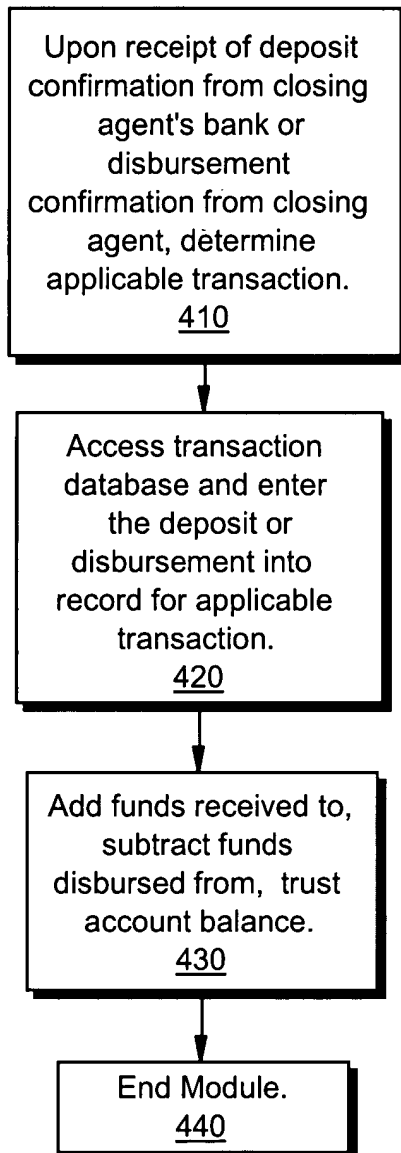 Upon receipt of deposit
confirmation from closing
agent's bank or
disbursement
confirmation from closing
agent, determine
applicable transaction.
410
Access transaction
database and enter
the deposit or
disbursement into
record for applicable
transaction.
420
Add funds received to,
subtract funds
disbursed from, trust
account balance.
430
End Module.
440